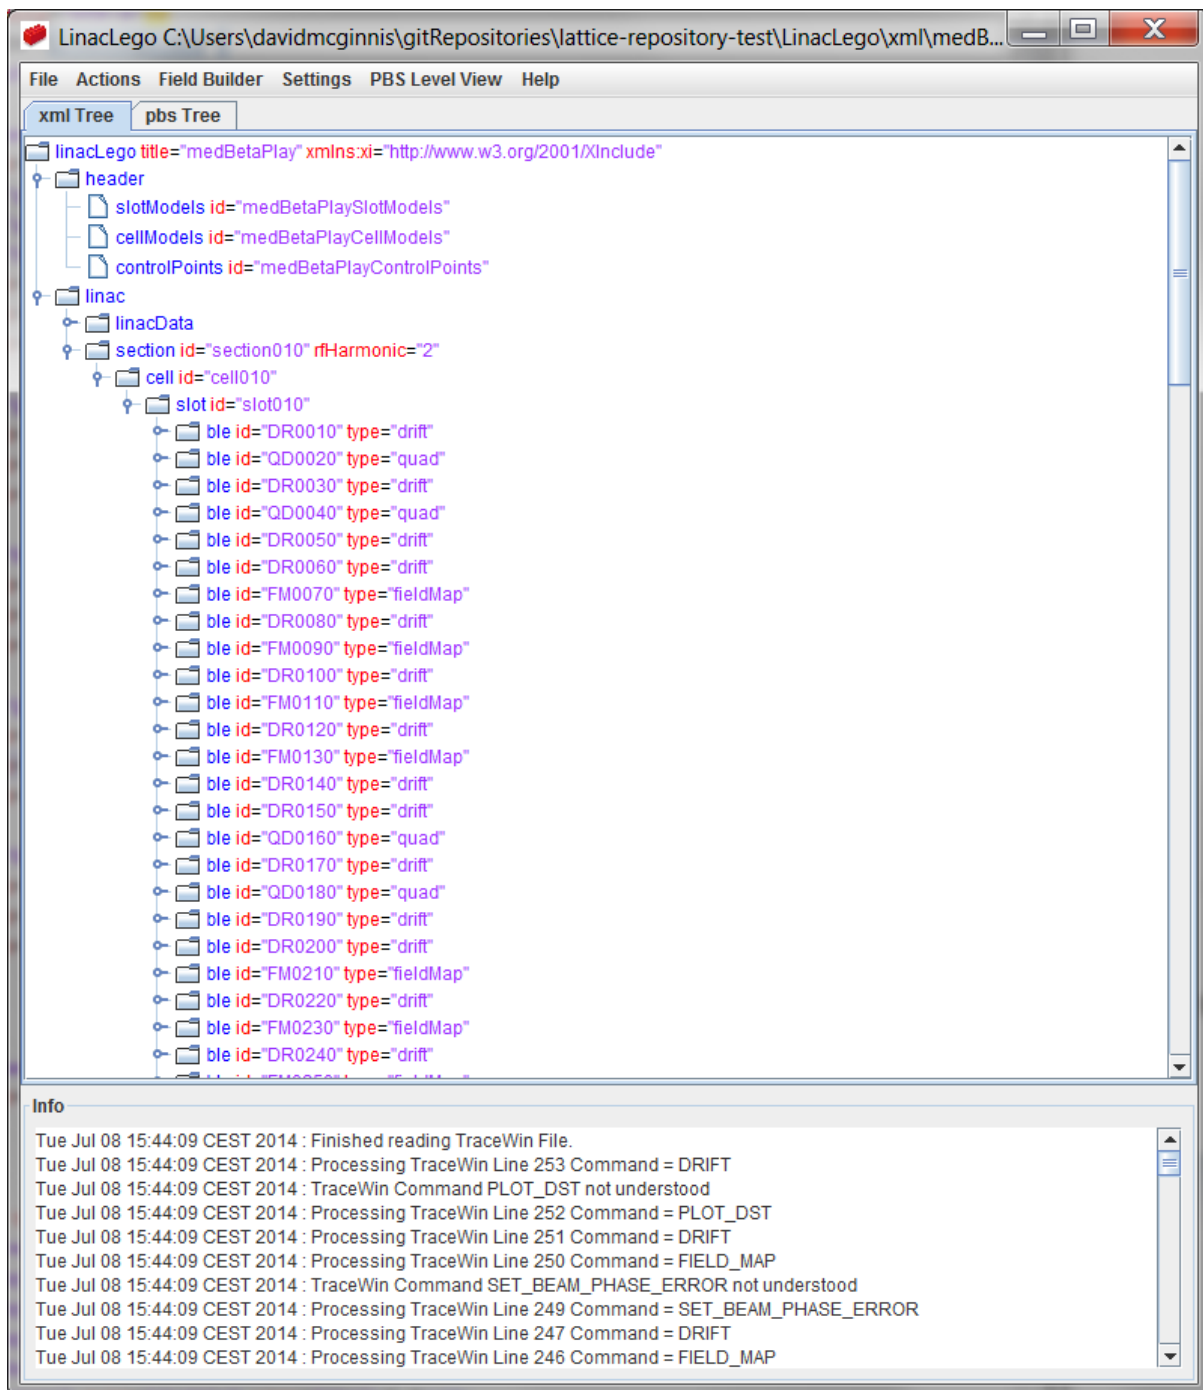 LinacLego C:\Users\davidmcginnis\gitRepositories\lattice-repository-test\LinacLego\xml\medB...
File Actions Field Builder Settings PBS Level View Help
xml Tree pbs Tree
linacLego title="medBetaPlay" xmlns:xi="http://www.w3.org/2001/XInclude"
header
slotModels id="medBetaPlaySlotModels"
cellModels id="medBetaPlayCellModels"
controlPoints id="medBetaPlayControlPoints"
linac
linacData
section id="section010" rfHarmonic="2"
cell id="cell010"
slot id="slot010"
ble id="DR0010" type="drift"
ble id="QD0020" type="quad"
ble id="DR0030" type="drift"
ble id="QD0040" type="quad"
ble id="DR0050" type="drift"
ble id="DR0060" type="drift"
ble id="FM0070" type="fieldMap"
ble id="DR0080" type="drift"
ble id="FM0090" type="fieldMap"
ble id="DR0100" type="drift"
ble id="FM0110" type="fieldMap"
ble id="DR0120" type="drift"
ble id="FM0130" type="fieldMap"
ble id="DR0140" type="drift"
ble id="DR0150" type="drift"
ble id="QD0160" type="quad"
ble id="DR0170" type="drift"
ble id="QD0180" type="quad"
ble id="DR0190" type="drift"
ble id="DR0200" type="drift"
ble id="FM0210" type="fieldMap"
ble id="DR0220" type="drift"
ble id="FM0230" type="fieldMap"
ble id="DR0240" type="drift"
Info
Tue Jul 08 15:44:09 CEST 2014 : Finished reading TraceWin File.
Tue Jul 08 15:44:09 CEST 2014 : Processing TraceWin Line 253 Command = DRIFT
Tue Jul 08 15:44:09 CEST 2014 : TraceWin Command PLOT_DST not understood
Tue Jul 08 15:44:09 CEST 2014 : Processing TraceWin Line 252 Command = PLOT_DST
Tue Jul 08 15:44:09 CEST 2014 : Processing TraceWin Line 251 Command = DRIFT
Tue Jul 08 15:44:09 CEST 2014 : Processing TraceWin Line 250 Command = FIELD_MAP
Tue Jul 08 15:44:09 CEST 2014 : TraceWin Command SET_BEAM_PHASE_ERROR not understood
Tue Jul 08 15:44:09 CEST 2014 : Processing TraceWin Line 249 Command = SET_BEAM_PHASE_ERROR
Tue Jul 08 15:44:09 CEST 2014 : Processing TraceWin Line 247 Command = DRIFT
Tue Jul 08 15:44:09 CEST 2014 : Processing TraceWin Line 246 Command = FIELD_MAP